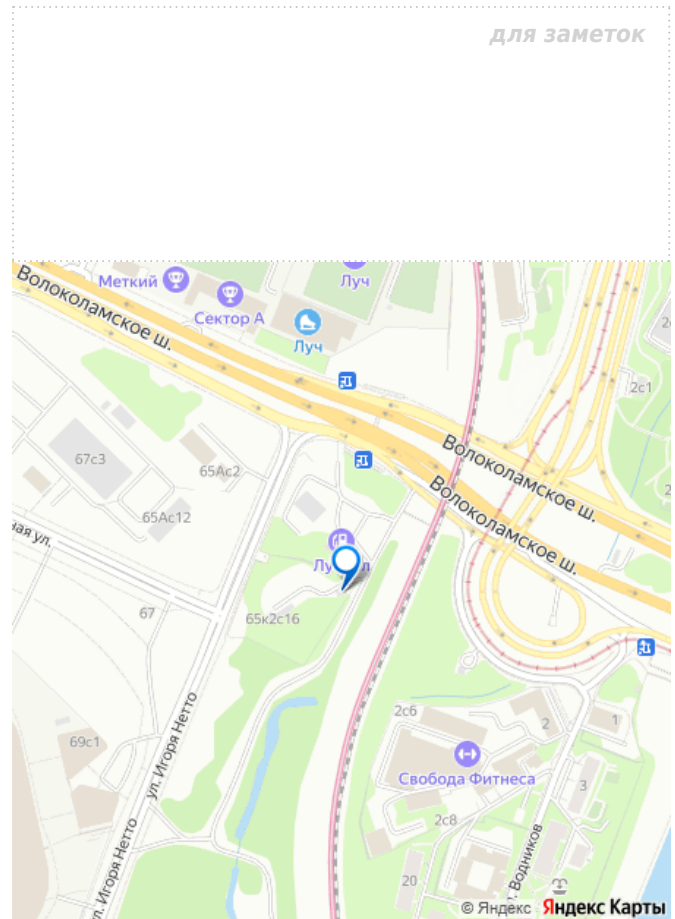 для заметок
Меткий
Луч
Сектор А
Волоколамское ш.
Луч
2с1
67с3
65Ас2
Волоколамское ш.
65Ас12
Волоколамское ш.
ная ул.
67
65к2с16
ул. Игоря Нетто
2с6
2
1
69с1
Свобода Фитнеса
3
2с8
ул. Игоря Нетто
Водников
20
© Яндекс Яндекс Карты